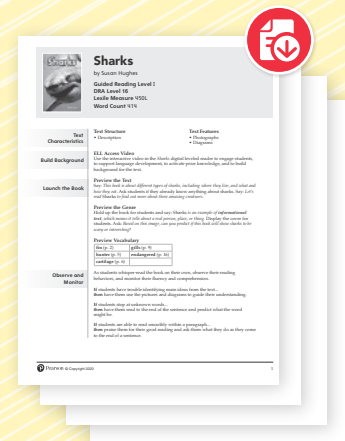 Sharks
Sharks
by Susan Hughes
Guided Reading Level I
DRA Level 16
Lexile Measure 450L
Word Count 414
Text
Characteristics
Text Structure
• Description
Text Features
• Photographs
• Diagrams
Build Background
ELL Access Video
Use the interactive video in the Sharks digital leveled reader to engage students,
to support language development, to activate prior knowledge, and to build
background for the text.
Launch the Book
Preview the Text
Say: This book is about different types of sharks, including where they live, and what and
how they eat. Ask students if they already know anything about sharks. Say: Let's
read Sharks to find out more about these amazing creatures.
Preview the Genre
Hold up the book for students and say: Sharks is an example of informational
text, which means it tells about a real person, place, or thing. Display the cover for
students. Ask: Based on this image, can you predict if this book will show sharks to be
scary or interesting?
Preview Vocabulary
fin (p. 2) gills (p. 9)
hunter (p. 5) endangered (p. 16)
cartilage (p. 6)
Observe and
Monitor
As students whisper-read the book on their own, observe their reading
behaviors, and monitor their fluency and comprehension.
If students have trouble identifying main ideas from the text...
then have them use the pictures and diagrams to guide their understanding.
If students stop at unknown words...
then have them read to the end of the sentence and predict what the word
might be.
If students are able to read smoothly within a paragraph...
then praise them for their good reading and ask them what they do as they come
to the end of a sentence.
Pearson © Copyright 2020
1